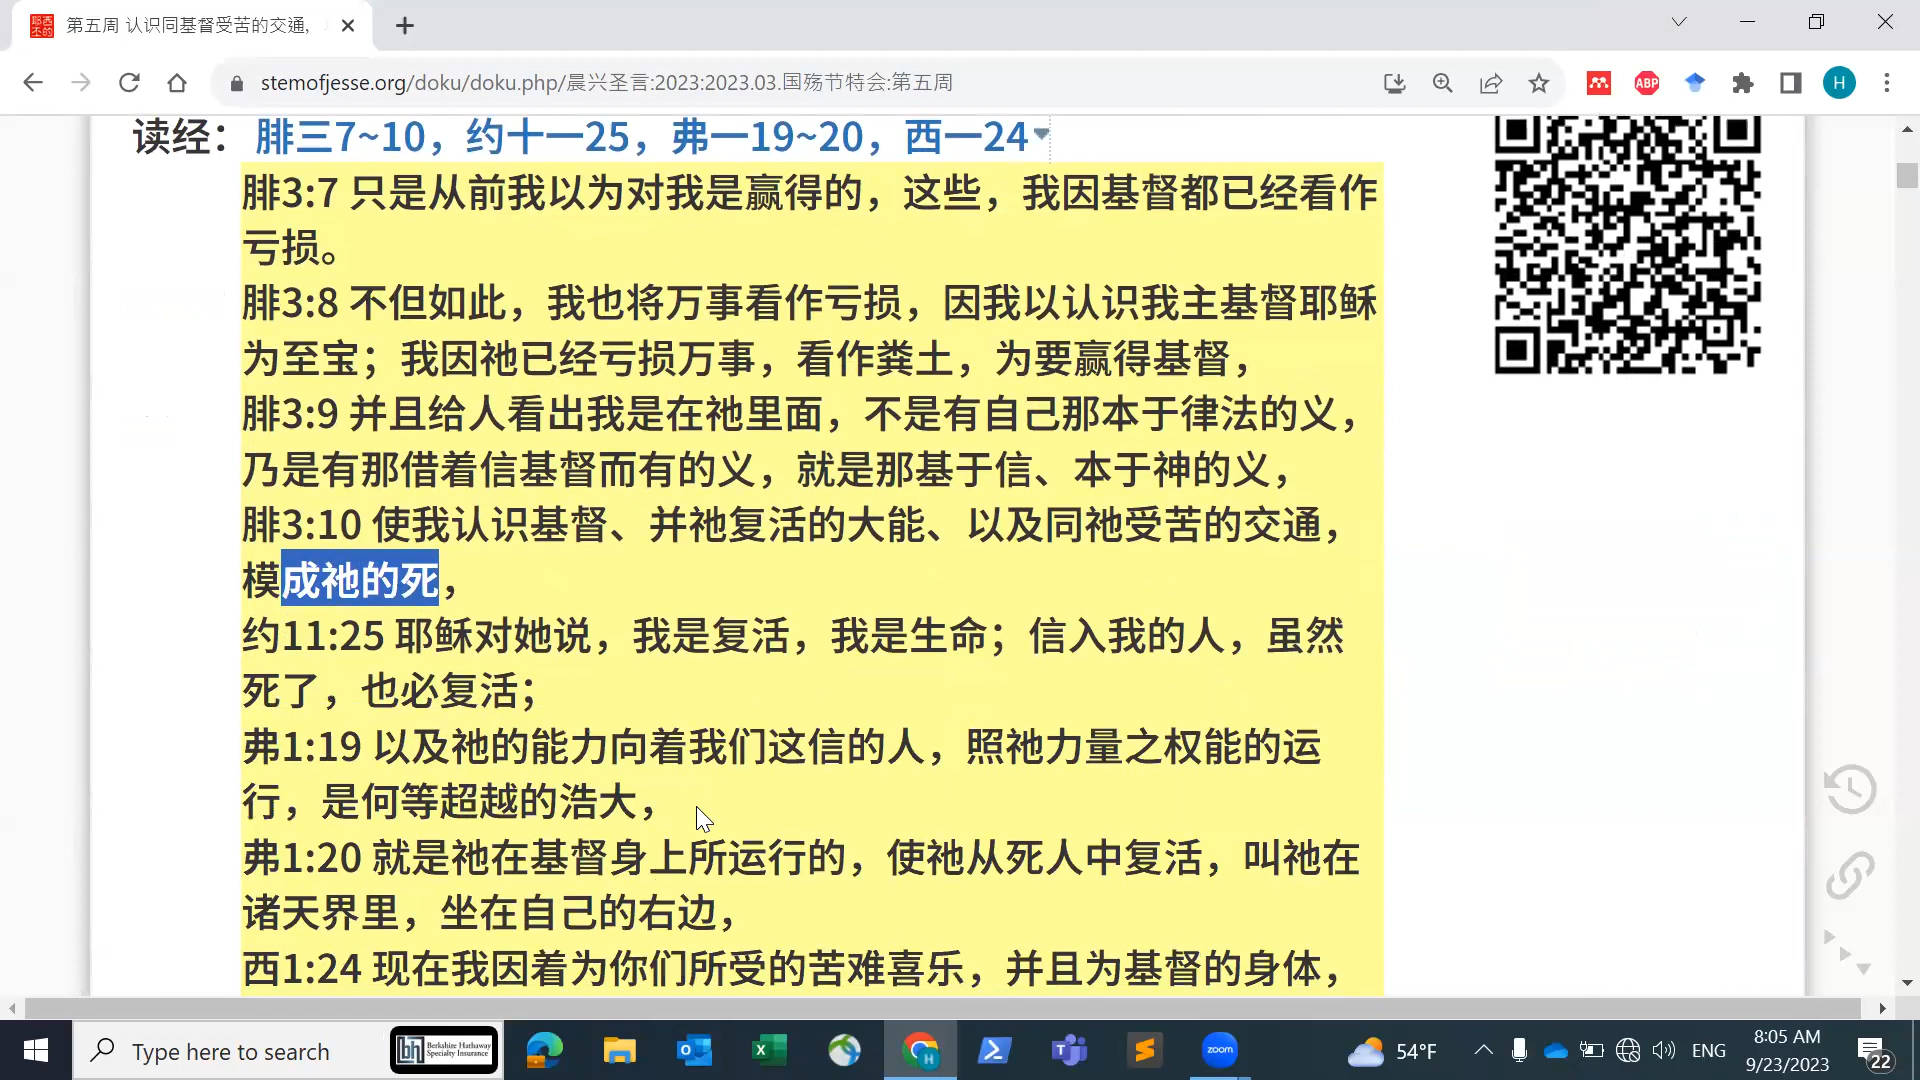 第五周 认识同基督受苦的交通,
stemofjesse.org/doku/doku.php/晨兴圣言:2023:2023.03.国殇节特会:第五周
ABP
H
读经： 腓三7~10，约十一25，弗一19~20，西一24
腓3:7 只是从前我以为对我是赢得的，这些，我因基督都已经看作
亏损。
腓3:8 不但如此，我也将万事看作亏损，因我以认识我主基督耶稣
为至宝；我因祂已经亏损万事，看作粪土，为要赢得基督，
腓3:9 并且给人看出我是在祂里面，不是有自己那本于律法的义，
乃是有那借着信基督而有的义，就是那基于信、本于神的义，
腓3:10 使我认识基督、并祂复活的大能、以及同祂受苦的交通，
模成祂的死，
约11:25 耶稣对她说，我是复活，我是生命；信入我的人，虽然
死了，也必复活；
弗1:19 以及祂的能力向着我们这信的人，照祂力量之权能的运
行，是何等超越的浩大，
弗1:20 就是祂在基督身上所运行的，使祂从死人中复活，叫祂在
诸天界里，坐在自己的右边，
西1:24 现在我因着为你们所受的苦难喜乐，并且为基督的身体，
Type here to search
Berkshire Hathaway
Specialty Insurance
zoom
54°F
ENG
8:05 AM
9/23/2023
22